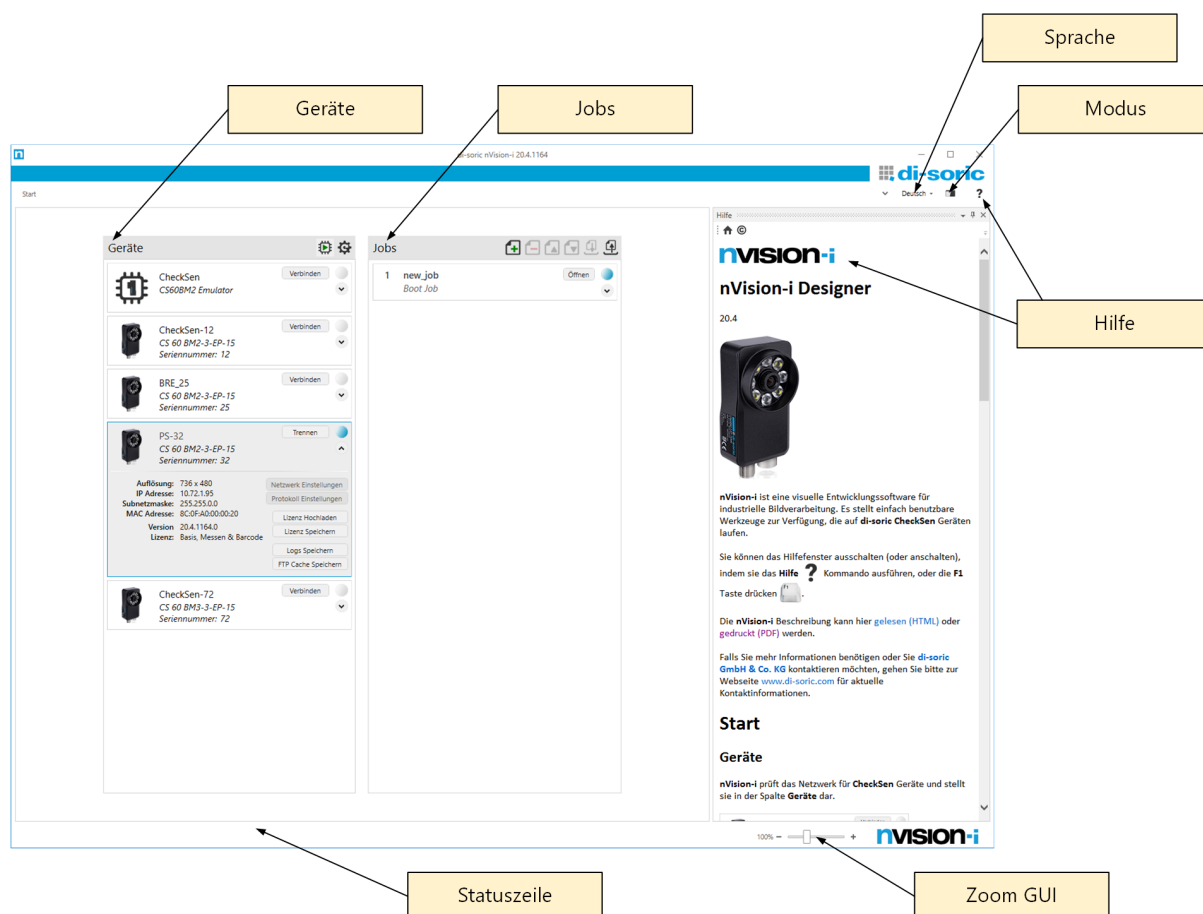 Sprache
Geräte
Jobs
Modus
di-soric nVision-i 20.4.1164
di-soric
Start
Deutsch
?
Hilfe
Geräte
Jobs
CheckSen
Verbinden
CS60BM2 Emulator
CheckSen-12
Verbinden
CS 60 BM2-3-EP-15
Seriennummer: 12
BRE_25
Verbinden
CS 60 BM2-3-EP-15
Seriennummer: 25
PS-32
Trennen
CS 60 BM2-3-EP-15
Seriennummer: 32
Auflösung: 736 x 480
IP Adresse: 10.72.1.95
Subnetzmaske: 255.255.0.0
MAC Adresse: 8C:0F:A0:00:00:20
Version 20.4.1164.0
Lizenz: Basis, Messen & Barcode
Netzwerk Einstellungen
Protokoll Einstellungen
Lizenz Hochladen
Lizenz Speichern
Logs Speichern
FTP Cache Speichern
CheckSen-72
Verbinden
CS 60 BM3-3-EP-15
Seriennummer: 72
1 new_job
Öffnen
Boot Job
nvision-i
nVision-i Designer
20.4
nVision-i ist eine visuelle Entwicklungssoftware für
industrielle Bildverarbeitung. Es stellt einfach benutzbare
Werkzeuge zur Verfügung, die auf di-soric CheckSen Geräten
laufen.
Sie können das Hilfefenster ausschalten (oder anschalten),
indem sie das Hilfe ? Kommando ausführen, oder die F1
Taste drücken .
Die nVision-i Beschreibung kann hier gelesen (HTML) oder
gedruckt (PDF) werden.
Falls Sie mehr Informationen benötigen oder Sie di-soric
GmbH & Co. KG kontaktieren möchten, gehen Sie bitte zur
Webseite www.di-soric.com für aktuelle
Kontaktinformationen.
Start
Geräte
nVision-i prüft das Netzwerk für CheckSen Geräte und stellt
sie in der Spalte Geräte dar.
Hilfe
100% − +
nvision-i
Statuszeile
Zoom GUI